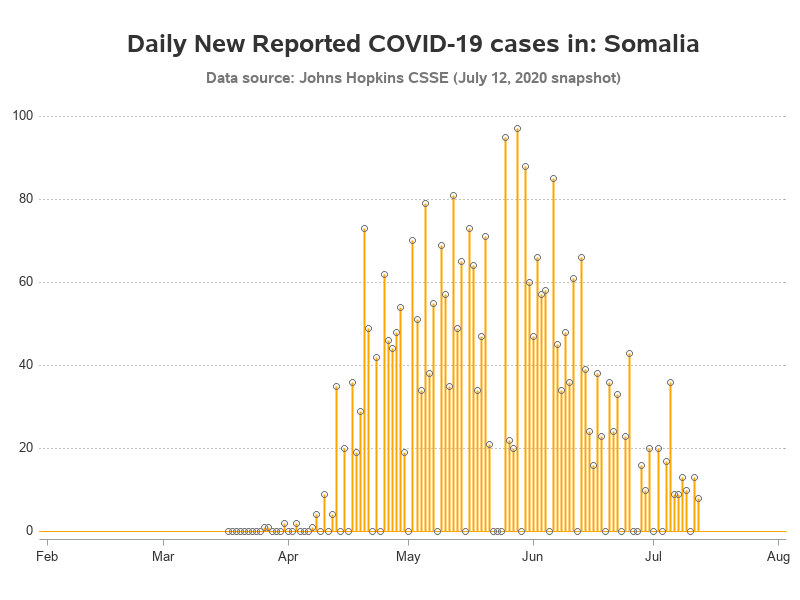 Daily New Reported COVID-19 cases in: Somalia
Data source: Johns Hopkins CSSE (July 12, 2020 snapshot)
100
80
60
40
20
0
Feb Mar Apr May Jun Jul Aug